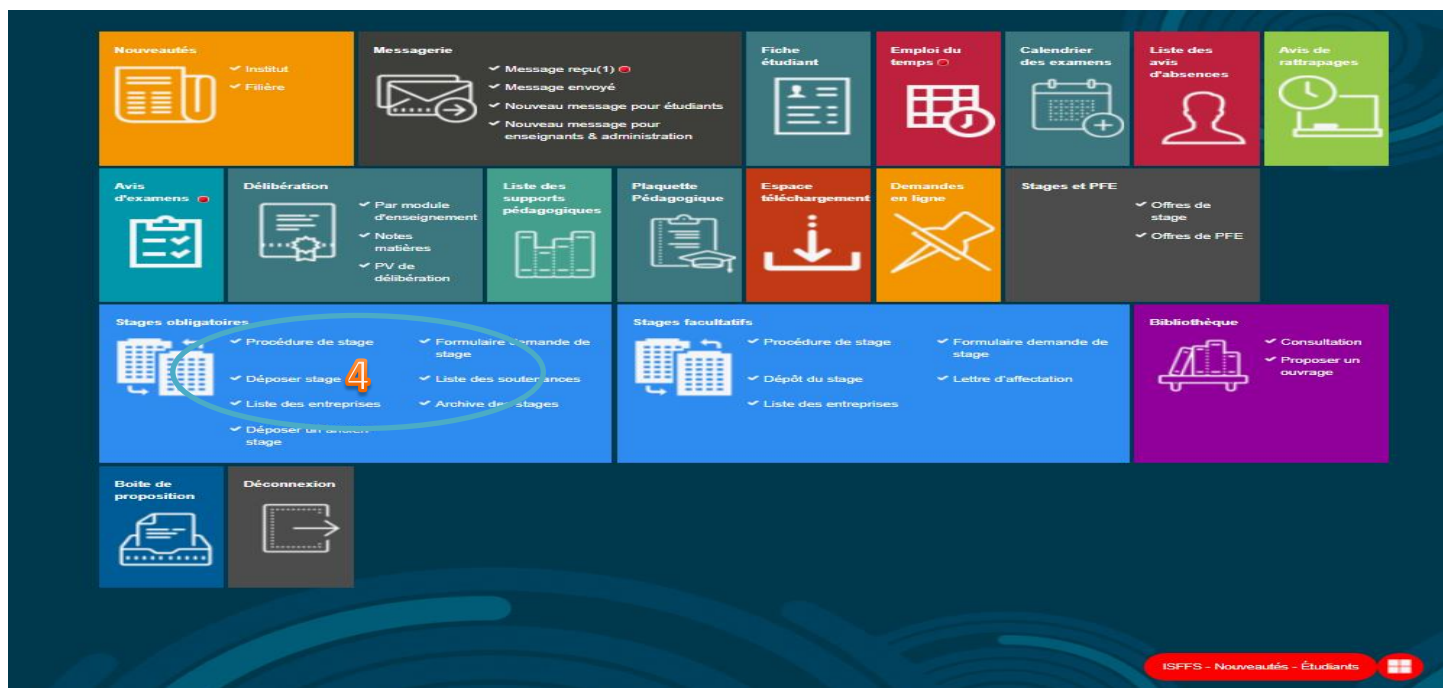 Nouveautés
Institut
Filière
Messagerie
Message reçu(1)
Message envoyé
Nouveau message pour étudiants
Nouveau message pour
enseignants & administration
Fiche
étudiant
Emploi du
temps
Calendrier
des examens
Liste des
avis
d'absences
Avis de
rattrapages
Avis
d'examens
Délibération
Par module
d'enseignement
Notes
matières
PV de
délibération
Liste des
supports
pédagogiques
Plaquette
Pédagogique
Espace
téléchargement
Demandes
en ligne
Stages et PFE
Offres de
stage
Offres de PFE
Stages obligatoires
Procédure de stage
Déposer stage
Liste des entreprises
Déposer un ancien
stage
4
Formulaire demande de
stage
Liste des soutenances
Archive des stages
Stages facultatifs
Procédure de stage
Dépôt du stage
Liste des entreprises
Formulaire demande de
stage
Lettre d'affectation
Bibliothèque
Consultation
Proposer un
ouvrage
Boite de
proposition
Déconnexion
ISFFS - Nouveautés - Étudiants